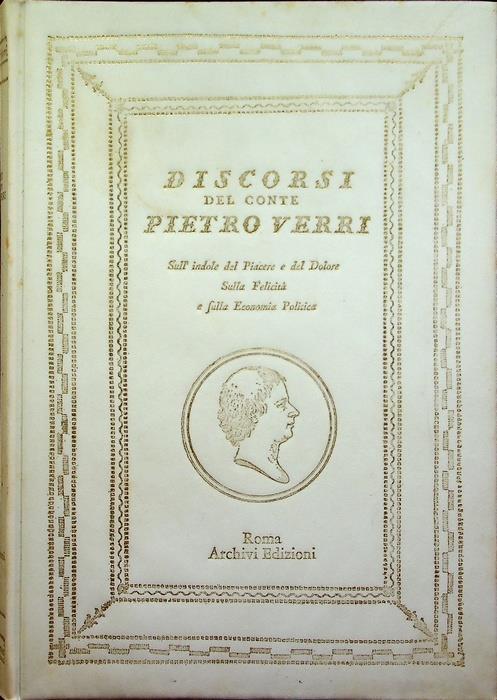 DISCORSI
DEL CONTE
PIETRO VERRI
Sull' indole del Piacere e del Dolore
Sulla Felicità
e ſulla Economia Politica
Roma
Archivi Edizioni